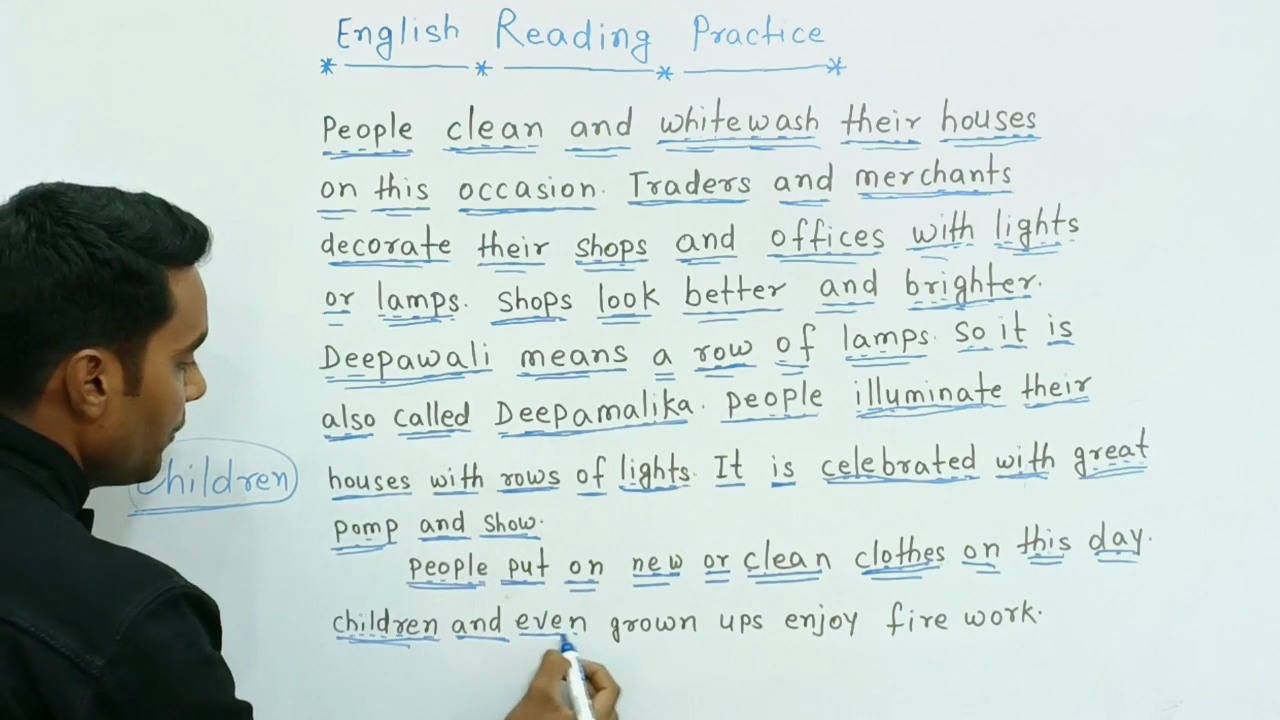 English Reading Practice
People clean and whitewash their houses
on this occasion. Traders and merchants
decorate their shops and offices with lights
or lamps. Shops look better and brighter.
Deepawali means a row of lamps. So it is
also called Deepamalika. people illuminate their
houses with rows of lights. It is celebrated with great
pomp and show.
people put on new or clean clothes on this day.
children and even grown ups enjoy fire work.
Children